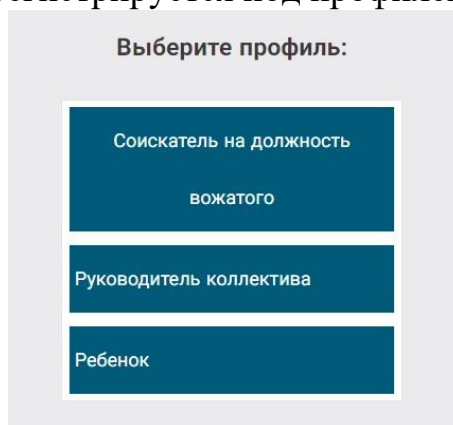 Выберите профиль:
Соискатель на должность
вожатого
Руководитель коллектива
Ребенок